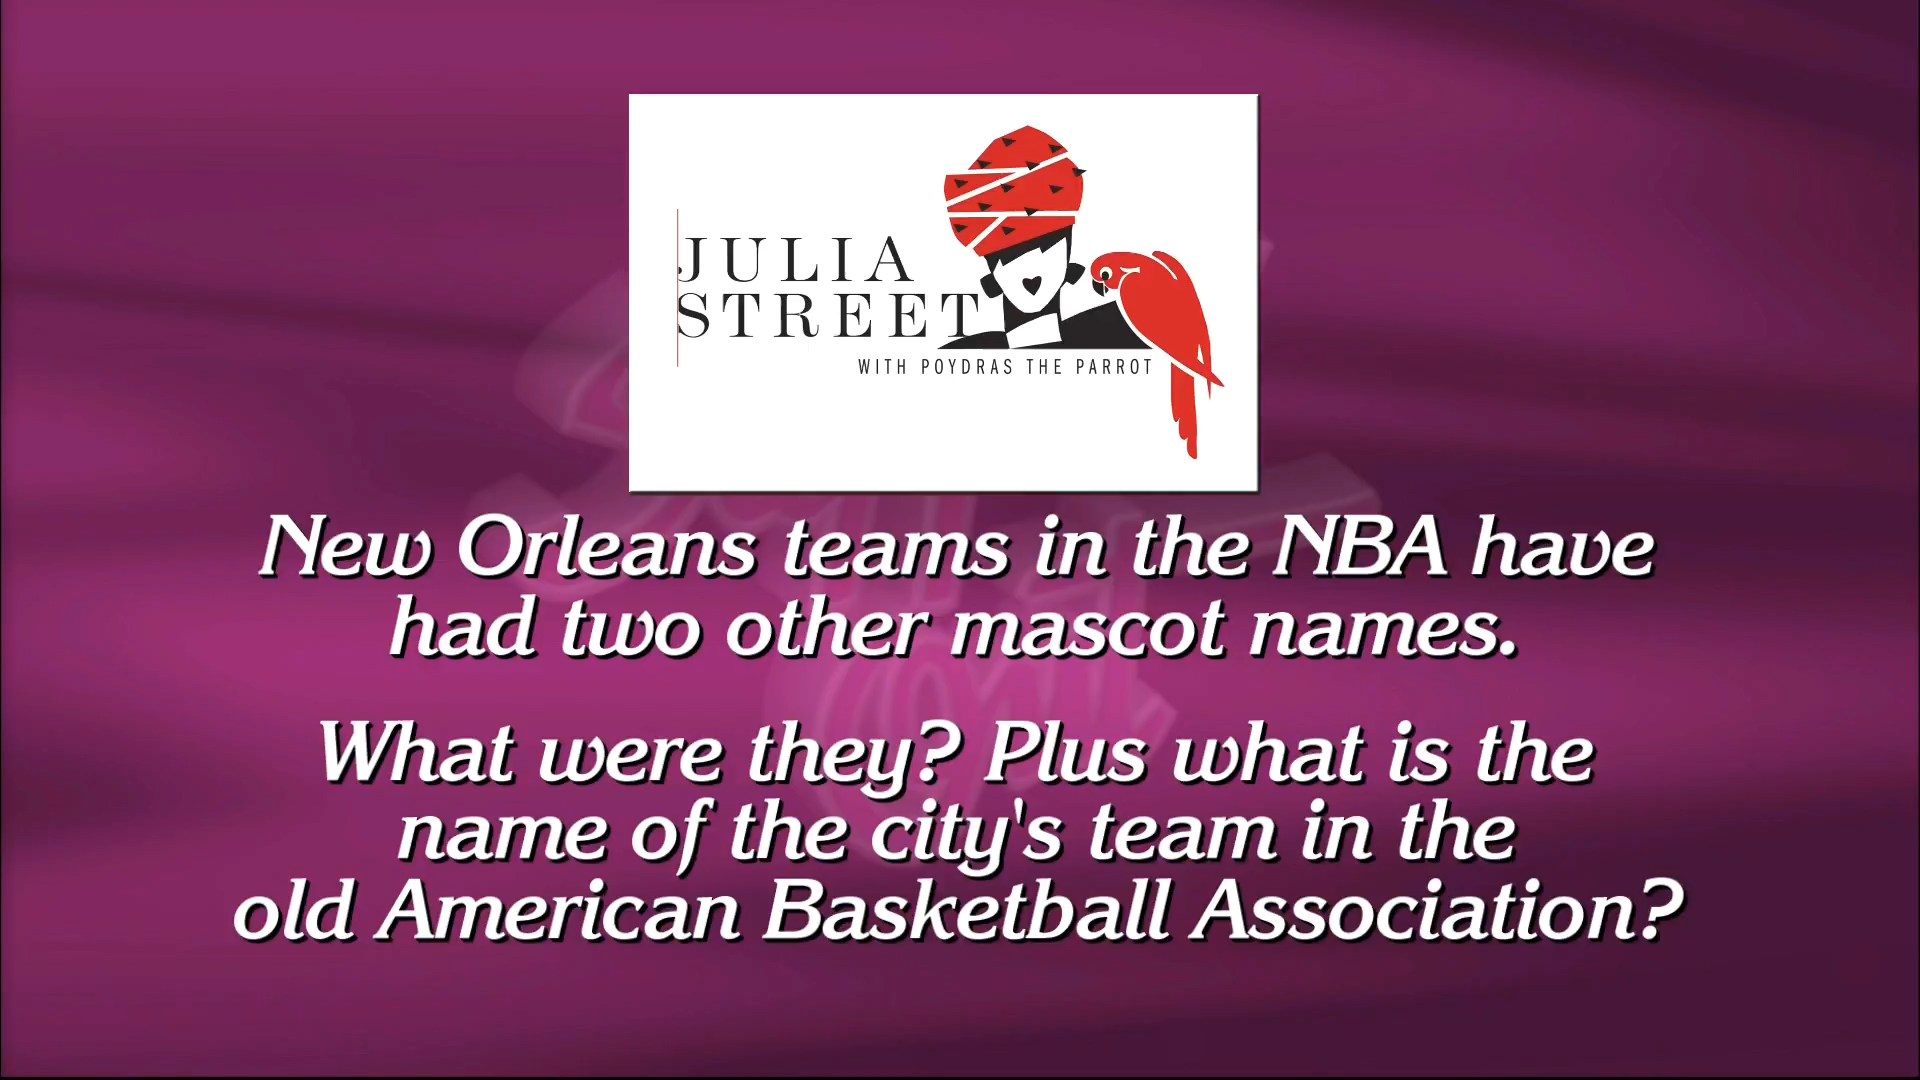 JULIA
STREET
WITH POYDRAS THE PARROT
New Orleans teams in the NBA have
had two other mascot names.
What were they? Plus what is the
name of the city's team in the
old American Basketball Association?